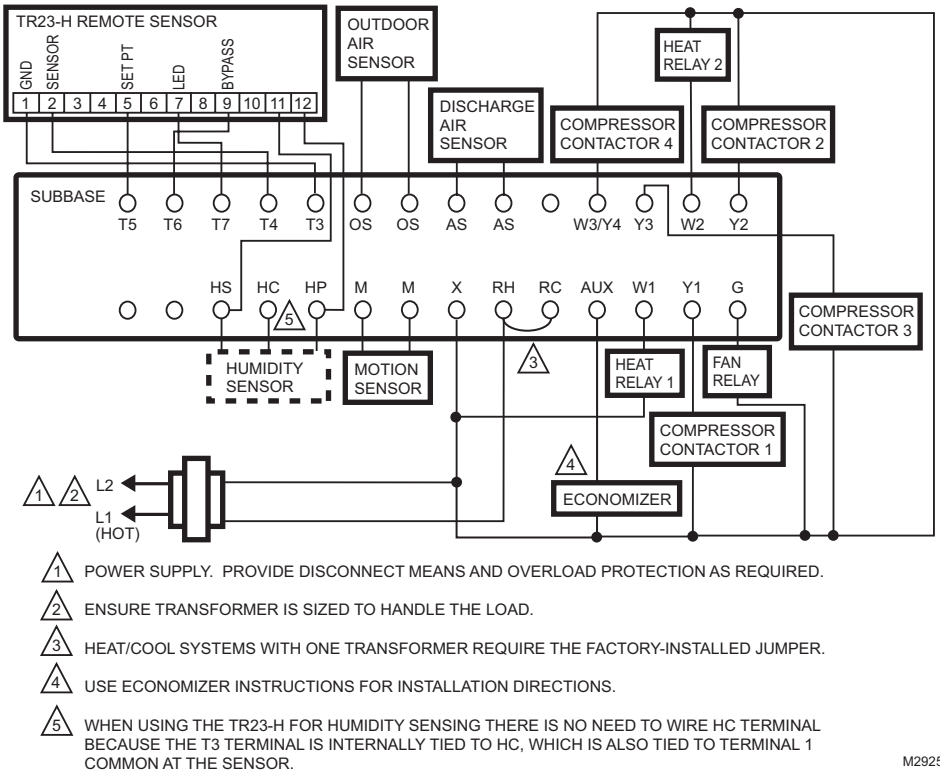 TR23-H REMOTE SENSOR
GND
SENSOR
SET PT
LED
BYPASS
1 2 3 4 5 6 7 8 9 10 11 12
OUTDOOR
AIR
SENSOR
DISCHARGE
AIR
SENSOR
COMPRESSOR
CONTACTOR 4
HEAT
RELAY 2
COMPRESSOR
CONTACTOR 2
SUBBASE
T5 T6 T7 T4 T3 OS OS AS AS W3/Y4 Y3 W2 Y2
HS HC HP M M X RH RC AUX W1 Y1 G
5
3
COMPRESSOR
CONTACTOR 3
HUMIDITY
SENSOR
MOTION
SENSOR
HEAT
RELAY 1
FAN
RELAY
COMPRESSOR
CONTACTOR 1
4
ECONOMIZER
1 2 L2
L1
(HOT)
1 POWER SUPPLY. PROVIDE DISCONNECT MEANS AND OVERLOAD PROTECTION AS REQUIRED.
2 ENSURE TRANSFORMER IS SIZED TO HANDLE THE LOAD.
3 HEAT/COOL SYSTEMS WITH ONE TRANSFORMER REQUIRE THE FACTORY-INSTALLED JUMPER.
4 USE ECONOMIZER INSTRUCTIONS FOR INSTALLATION DIRECTIONS.
5 WHEN USING THE TR23-H FOR HUMIDITY SENSING THERE IS NO NEED TO WIRE HC TERMINAL
BECAUSE THE T3 TERMINAL IS INTERNALLY TIED TO HC, WHICH IS ALSO TIED TO TERMINAL 1
COMMON AT THE SENSOR.
M2925